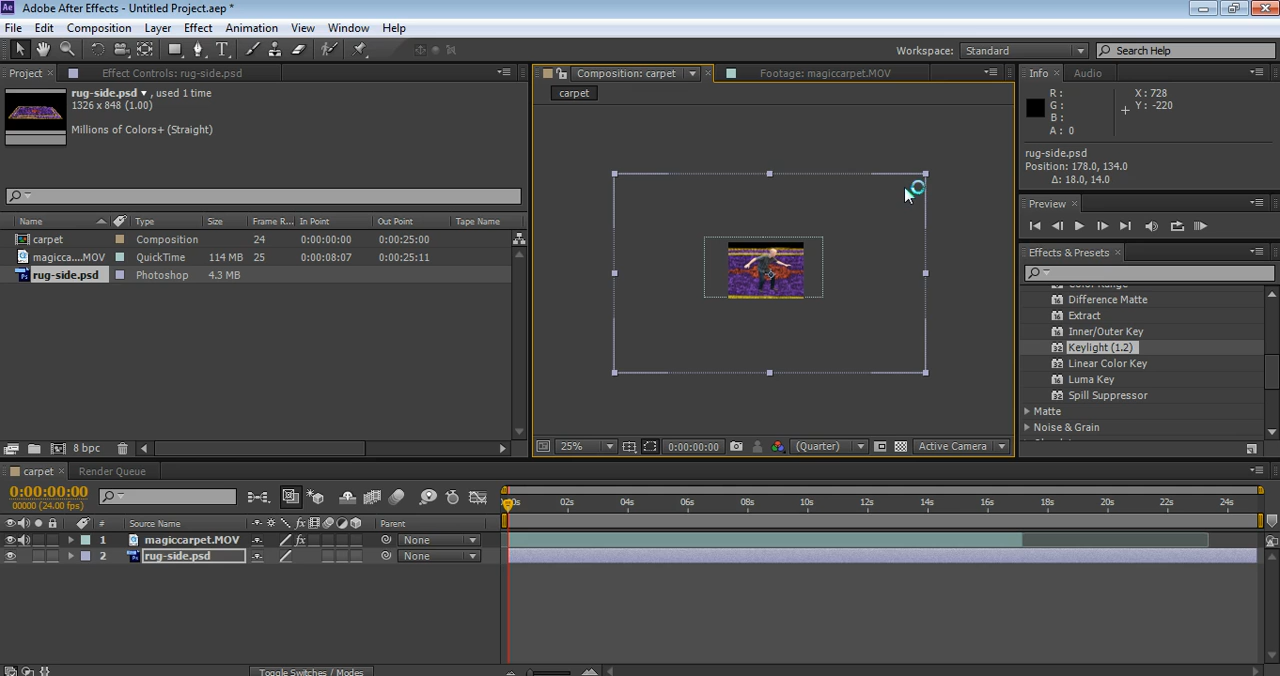 Adobe After Effects - Untitled Project.aep *
File Edit Composition Layer Effect Animation View Window Help
Workspace: Standard Search Help
Project Effect Controls: rug-side.psd Composition: carpet Footage: magiccarpet.MOV Info Audio
rug-side.psd, used 1 time
1326 x 848 (1.00)
Millions of Colors+ (Straight)
carpet
R: X: 728
G: Y: -220
B:
A: 0
rug-side.psd
Position: 178.0, 134.0
Δ: 18.0, 14.0
Preview
Effects & Presets
Name Type Size Frame R... In Point Out Point Tape Name
carpet Composition 24 0:00:00:00 0:00:25:00
magicca....MOV QuickTime 114 MB 25 0:00:08:07 0:00:25:11
rug-side.psd Photoshop 4.3 MB
Color Range
Difference Matte
Extract
Inner/Outer Key
Keylight (1.2)
Linear Color Key
Luma Key
Spill Suppressor
Matte
Noise & Grain
8 bpc
25% 0:00:00:00 (Quarter) Active Camera
carpet Render Queue
0:00:00:00
00000 (24.00 fps)
02s 04s 06s 08s 10s 12s 14s 16s 18s 20s 22s 24s
# Source Name Parent
1 magiccarpet.MOV None
2 rug-side.psd None
Toggle Switches / Modes